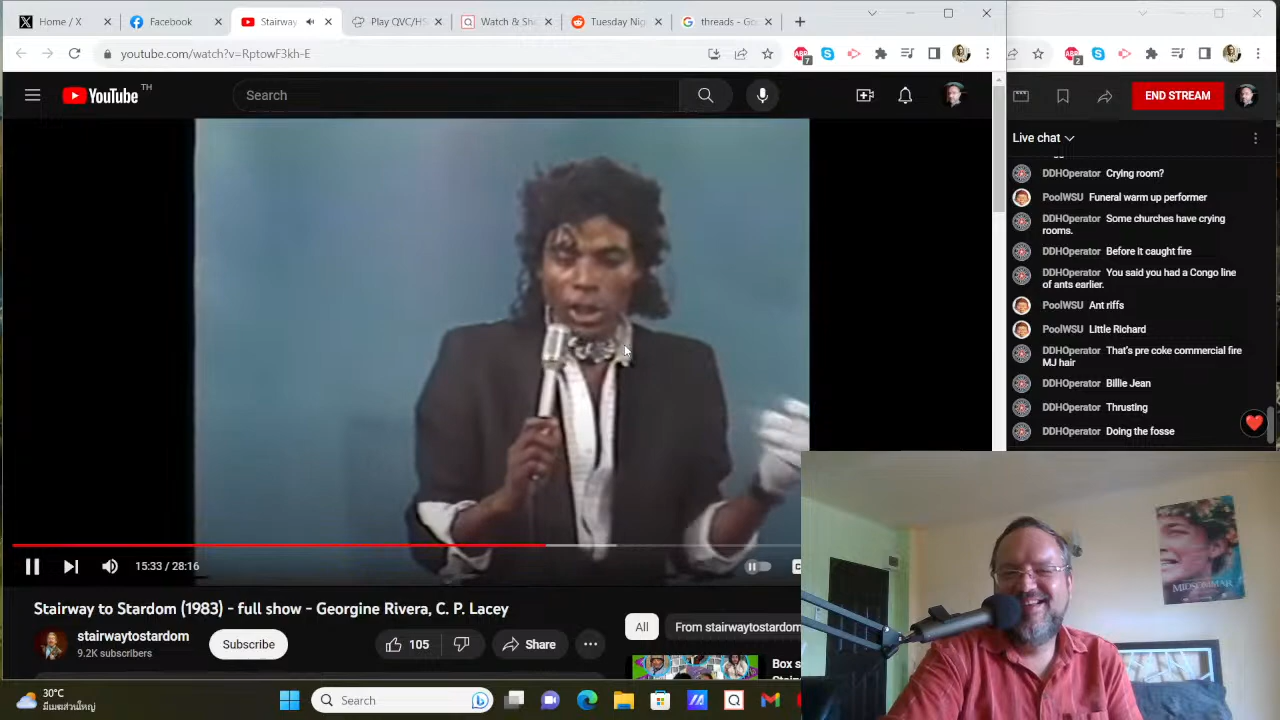 Home / X
Facebook
Stairway
Play QVC/HS
Watch & Sh
Tuesday Nig
threads - Go
youtube.com/watch?v=RptowF3kh-E
ABP
7
ABP
2
YouTube TH
Search
END STREAM
Live chat
DDHOperator Crying room?
PoolWSU Funeral warm up performer
DDHOperator Some churches have crying
rooms.
DDHOperator Before it caught fire
DDHOperator You said you had a Congo line
of ants earlier.
PoolWSU Ant riffs
PoolWSU Little Richard
DDHOperator That's pre coke commercial fire
MJ hair
DDHOperator Billie Jean
DDHOperator Thrusting
DDHOperator Doing the fosse
15:33 / 28:16
Stairway to Stardom (1983) - full show - Georgine Rivera, C. P. Lacey
stairwaytostardom
9.2K subscribers
Subscribe
105
Share
All
From stairwaytostardom
Box s
MIDSOMMAR
30°C
Search